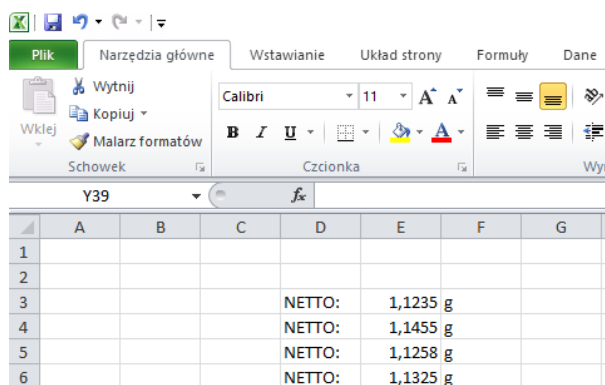 Plik Narzędzia główne Wstawianie Układ strony Formuły Dane
Wytnij
Kopiuj
Malarz formatów
Wklej
Schowek
Calibri 11 A A
B I U A
Czcionka
Y39 fx
A B C D E F G
1
2
3 NETTO: 1,1235 g
4 NETTO: 1,1455 g
5 NETTO: 1,1258 g
6 NETTO: 1,1325 g